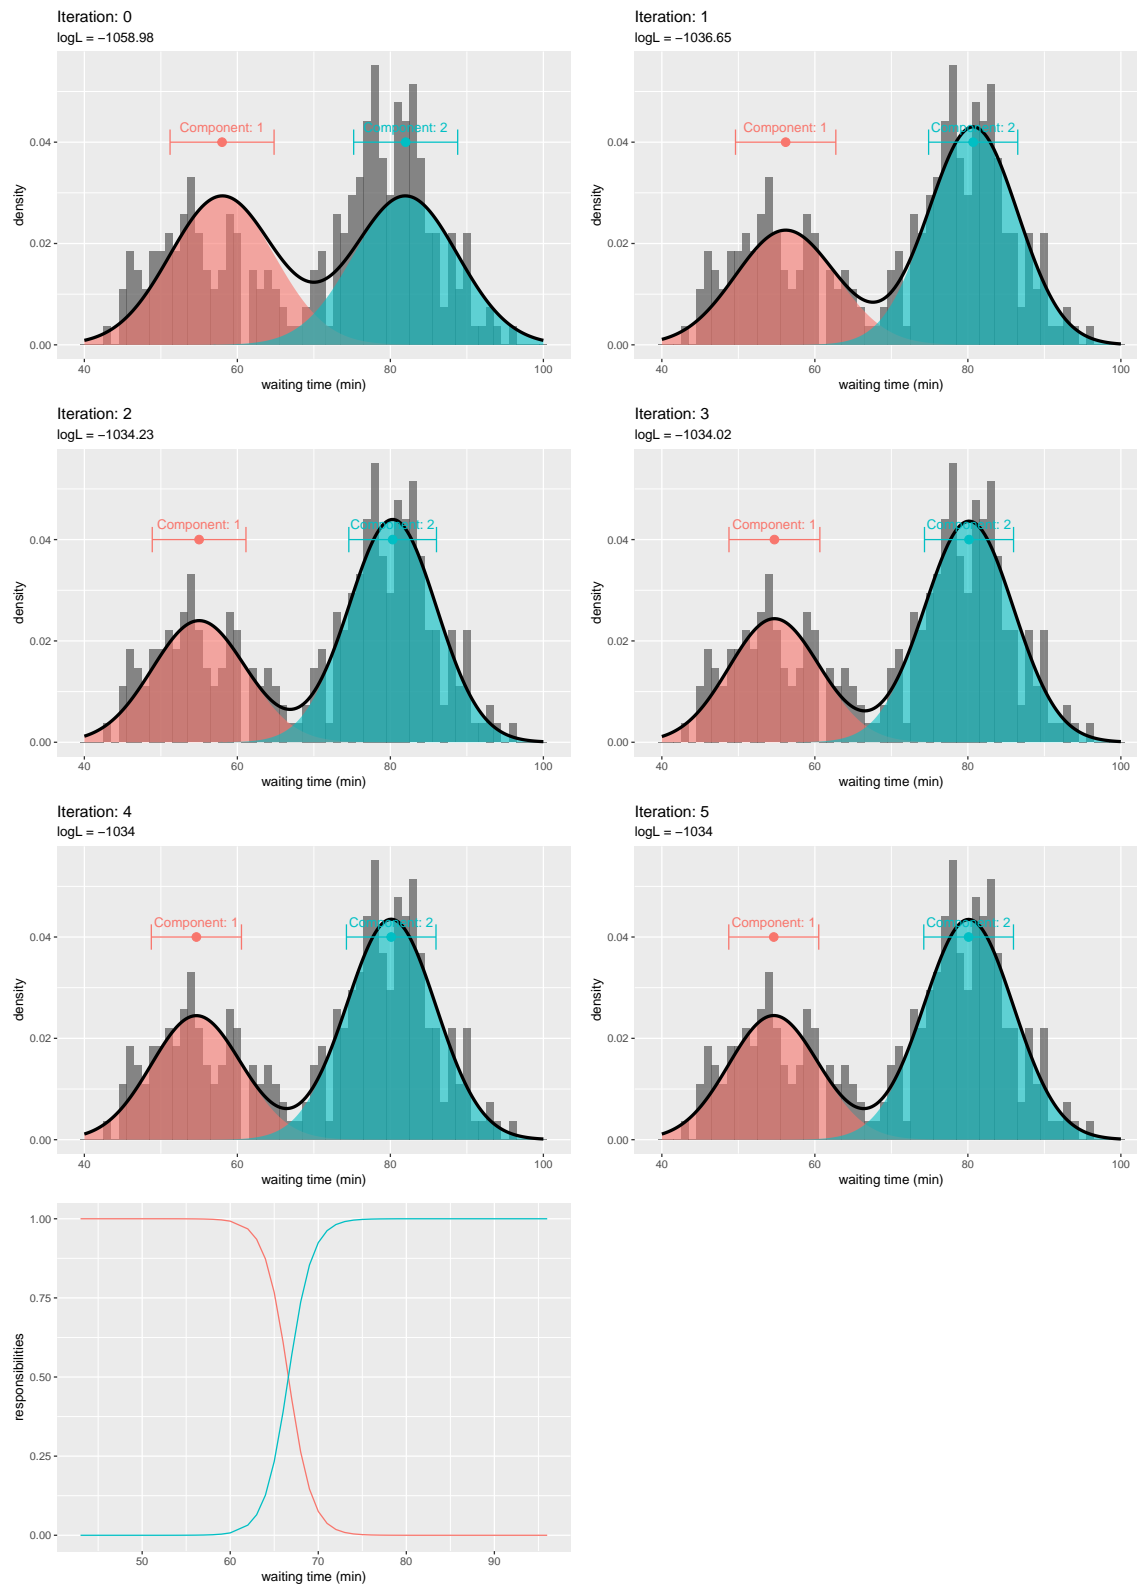 Iteration: 0
logL = −1058.98
Component: 1
Component: 2
0.04
0.02
0.00
density
40 60 80 100
waiting time (min)
Iteration: 1
logL = −1036.65
Component: 1
Component: 2
0.04
0.02
0.00
density
40 60 80 100
waiting time (min)
Iteration: 2
logL = −1034.23
Component: 1
Component: 2
0.04
0.02
0.00
density
40 60 80 100
waiting time (min)
Iteration: 3
logL = −1034.02
Component: 1
Component: 2
0.04
0.02
0.00
density
40 60 80 100
waiting time (min)
Iteration: 4
logL = −1034
Component: 1
Component: 2
0.04
0.02
0.00
density
40 60 80 100
waiting time (min)
Iteration: 5
logL = −1034
Component: 1
Component: 2
0.04
0.02
0.00
density
40 60 80 100
waiting time (min)
1.00
0.75
0.50
0.25
0.00
responsibilities
50 60 70 80 90
waiting time (min)